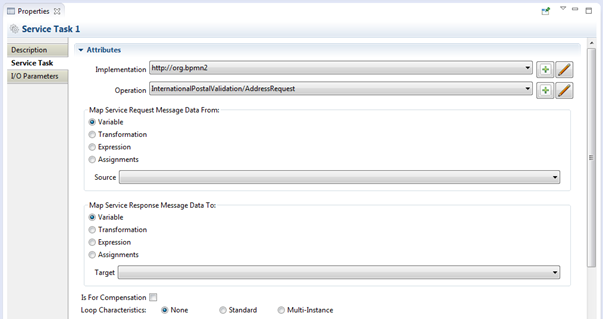 Properties
Service Task 1
Description
Service Task
I/O Parameters
Attributes
Implementation http://org.bpmn2
Operation InternationalPostalValidation/AddressRequest
Map Service Request Message Data From:
Variable
Transformation
Expression
Assignments
Source
Map Service Response Message Data To:
Variable
Transformation
Expression
Assignments
Target
Is For Compensation
Loop Characteristics: None Standard Multi-Instance